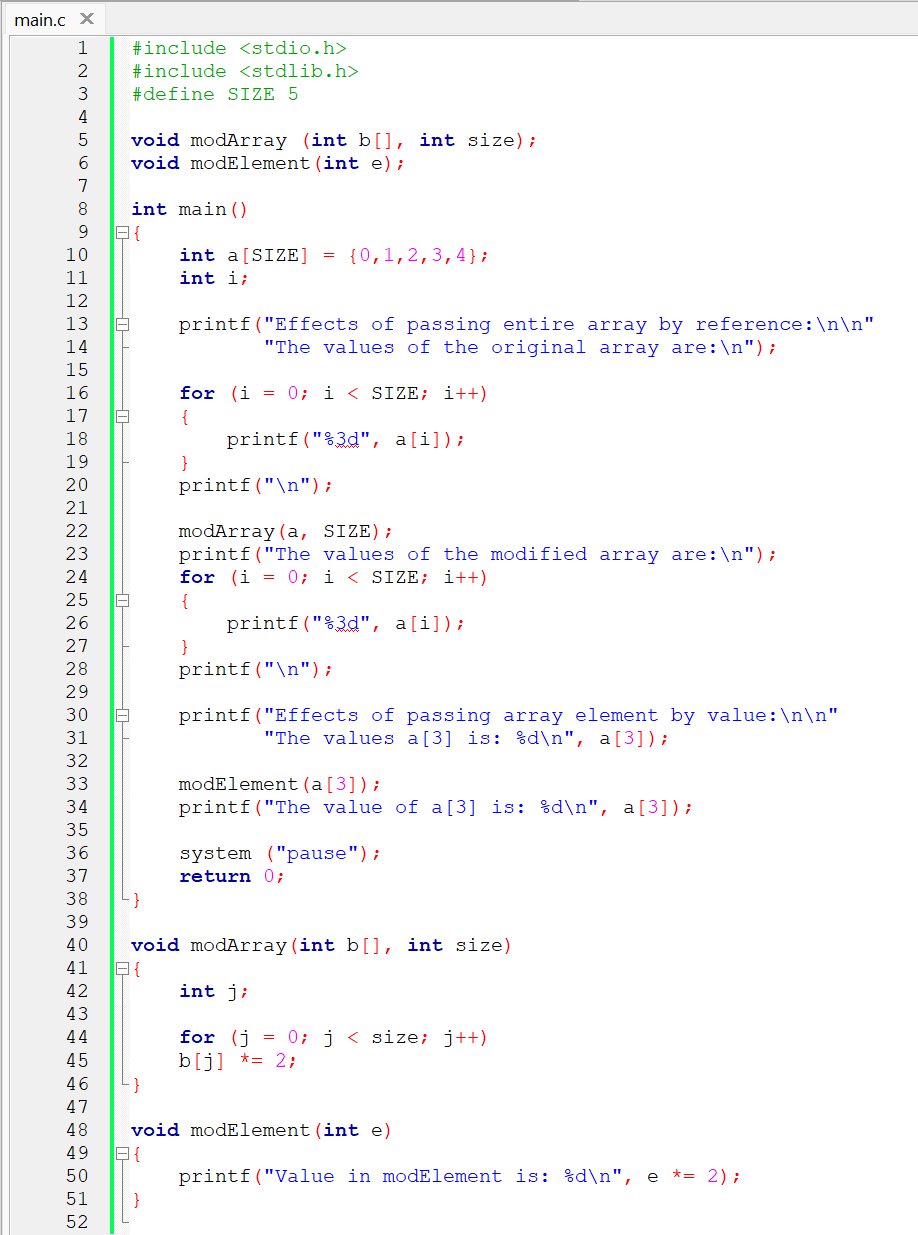 main.c ✕
1 #include <stdio.h>
2 #include <stdlib.h>
3 #define SIZE 5
4
5 void modArray (int b[], int size);
6 void modElement(int e);
7
8 int main()
9 {
10     int a[SIZE] = {0,1,2,3,4};
11     int i;
12
13     printf("Effects of passing entire array by reference:\n\n"
14            "The values of the original array are:\n");
15
16     for (i = 0; i < SIZE; i++)
17     {
18         printf("%3d", a[i]);
19     }
20     printf("\n");
21
22     modArray(a, SIZE);
23     printf("The values of the modified array are:\n");
24     for (i = 0; i < SIZE; i++)
25     {
26         printf("%3d", a[i]);
27     }
28     printf("\n");
29
30     printf("Effects of passing array element by value:\n\n"
31            "The values a[3] is: %d\n", a[3]);
32
33     modElement(a[3]);
34     printf("The value of a[3] is: %d\n", a[3]);
35
36     system ("pause");
37     return 0;
38 }
39
40 void modArray(int b[], int size)
41 {
42     int j;
43
44     for (j = 0; j < size; j++)
45     b[j] *= 2;
46 }
47
48 void modElement(int e)
49 {
50     printf("Value in modElement is: %d\n", e *= 2);
51 }
52